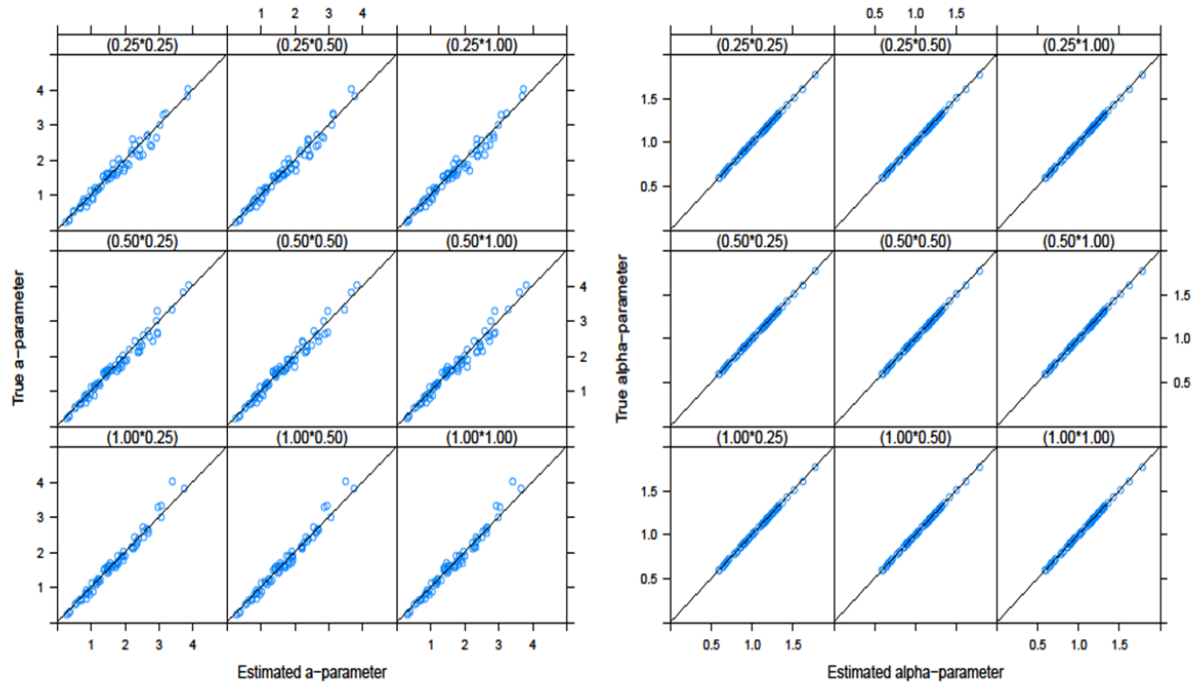 1 2 3 4 0.5 1.0 1.5
(0.25*0.25) (0.25*0.50) (0.25*1.00) (0.25*0.25) (0.25*0.50) (0.25*1.00)
4
3
2
1
1.5
1.0
0.5
(0.50*0.25) (0.50*0.50) (0.50*1.00) (0.50*0.25) (0.50*0.50) (0.50*1.00)
4
3
2
1
1.5
1.0
0.5
True a-parameter
True alpha-parameter
(1.00*0.25) (1.00*0.50) (1.00*1.00) (1.00*0.25) (1.00*0.50) (1.00*1.00)
4
3
2
1
1.5
1.0
0.5
1 2 3 4 1 2 3 4 0.5 1.0 1.5 0.5 1.0 1.5
Estimated a-parameter Estimated alpha-parameter